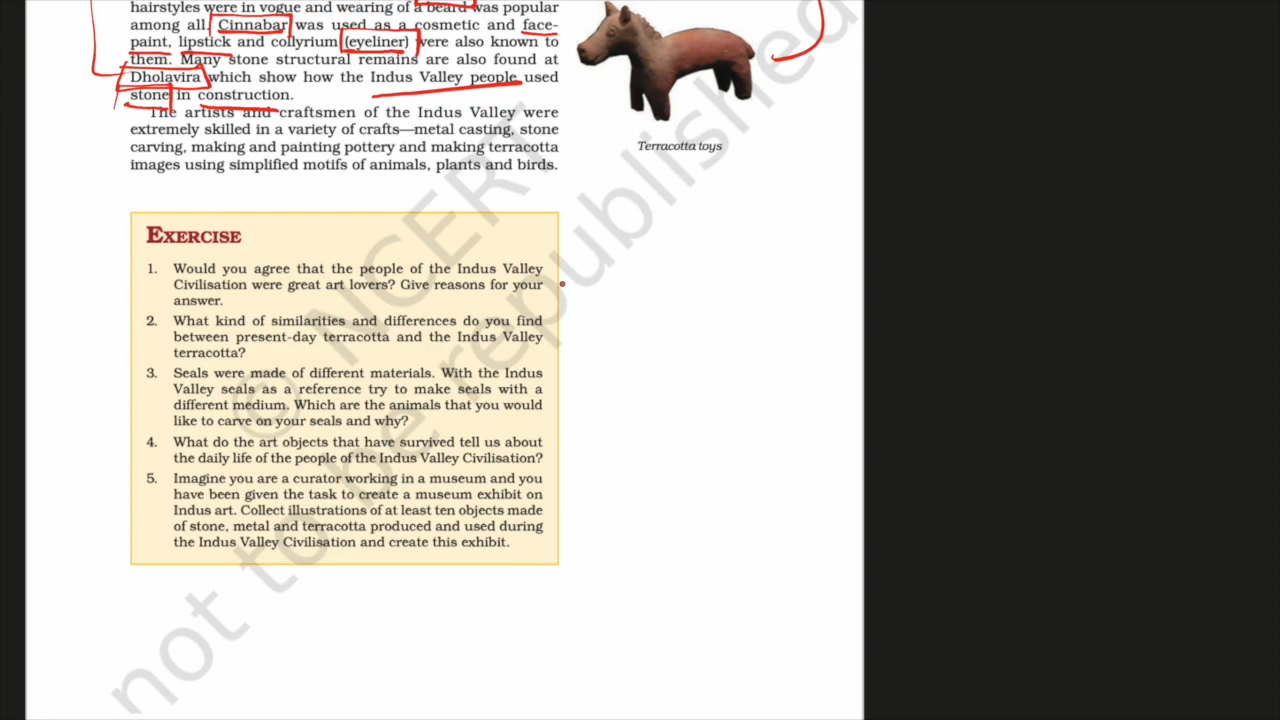 hairstyles were in vogue and wearing of a beard was popular
among all. Cinnabar was used as a cosmetic and face-
paint, lipstick and collyrium (eyeliner) were also known to
them. Many stone structural remains are also found at
Dholavira which show how the Indus Valley people used
stone in construction.
The artists and craftsmen of the Indus Valley were
extremely skilled in a variety of crafts—metal casting, stone
carving, making and painting pottery and making terracotta
images using simplified motifs of animals, plants and birds.
Terracotta toys
EXERCISE
1. Would you agree that the people of the Indus Valley
Civilisation were great art lovers? Give reasons for your
answer.
2. What kind of similarities and differences do you find
between present-day terracotta and the Indus Valley
terracotta?
3. Seals were made of different materials. With the Indus
Valley seals as a reference try to make seals with a
different medium. Which are the animals that you would
like to carve on your seals and why?
4. What do the art objects that have survived tell us about
the daily life of the people of the Indus Valley Civilisation?
5. Imagine you are a curator working in a museum and you
have been given the task to create a museum exhibit on
Indus art. Collect illustrations of at least ten objects made
of stone, metal and terracotta produced and used during
the Indus Valley Civilisation and create this exhibit.
© NCERT
not to be republished